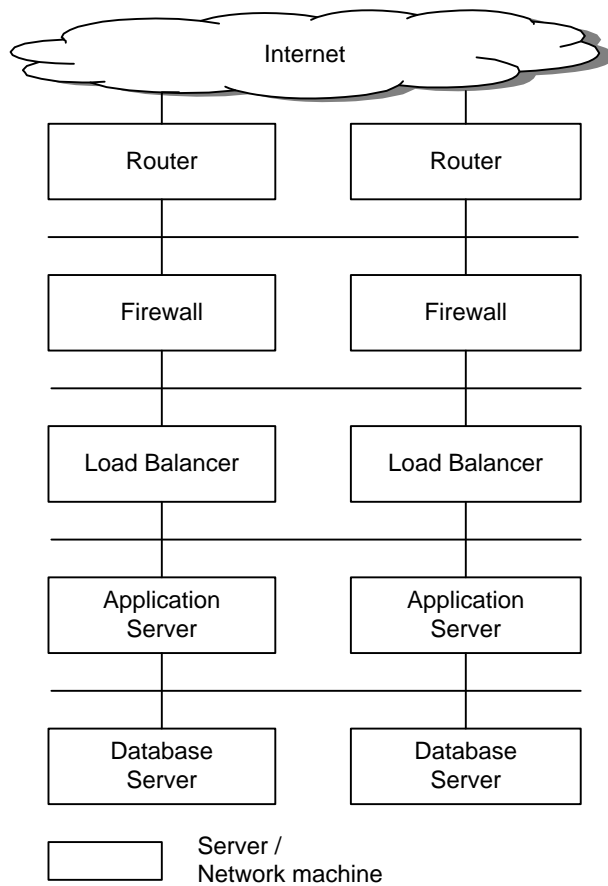 Internet
Router
Router
Firewall
Firewall
Load Balancer
Load Balancer
Application
Server
Application
Server
Database
Server
Database
Server
Server /
Network machine